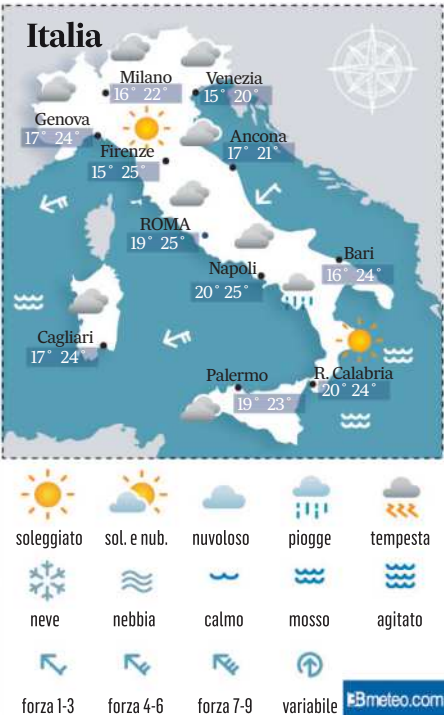 Italia
Milano
16° 22°
Venezia
15° 20°
Genova
17° 24°
Firenze
15° 25°
Ancona
17° 21°
ROMA
19° 25°
Napoli
20° 25°
Bari
16° 24°
Cagliari
17° 24°
Palermo
19° 23°
R. Calabria
20° 24°
soleggiato sol. e nub. nuvoloso piogge tempesta
neve nebbia calmo mosso agitato
forza 1-3 forza 4-6 forza 7-9 variabile
3Bmeteo.com